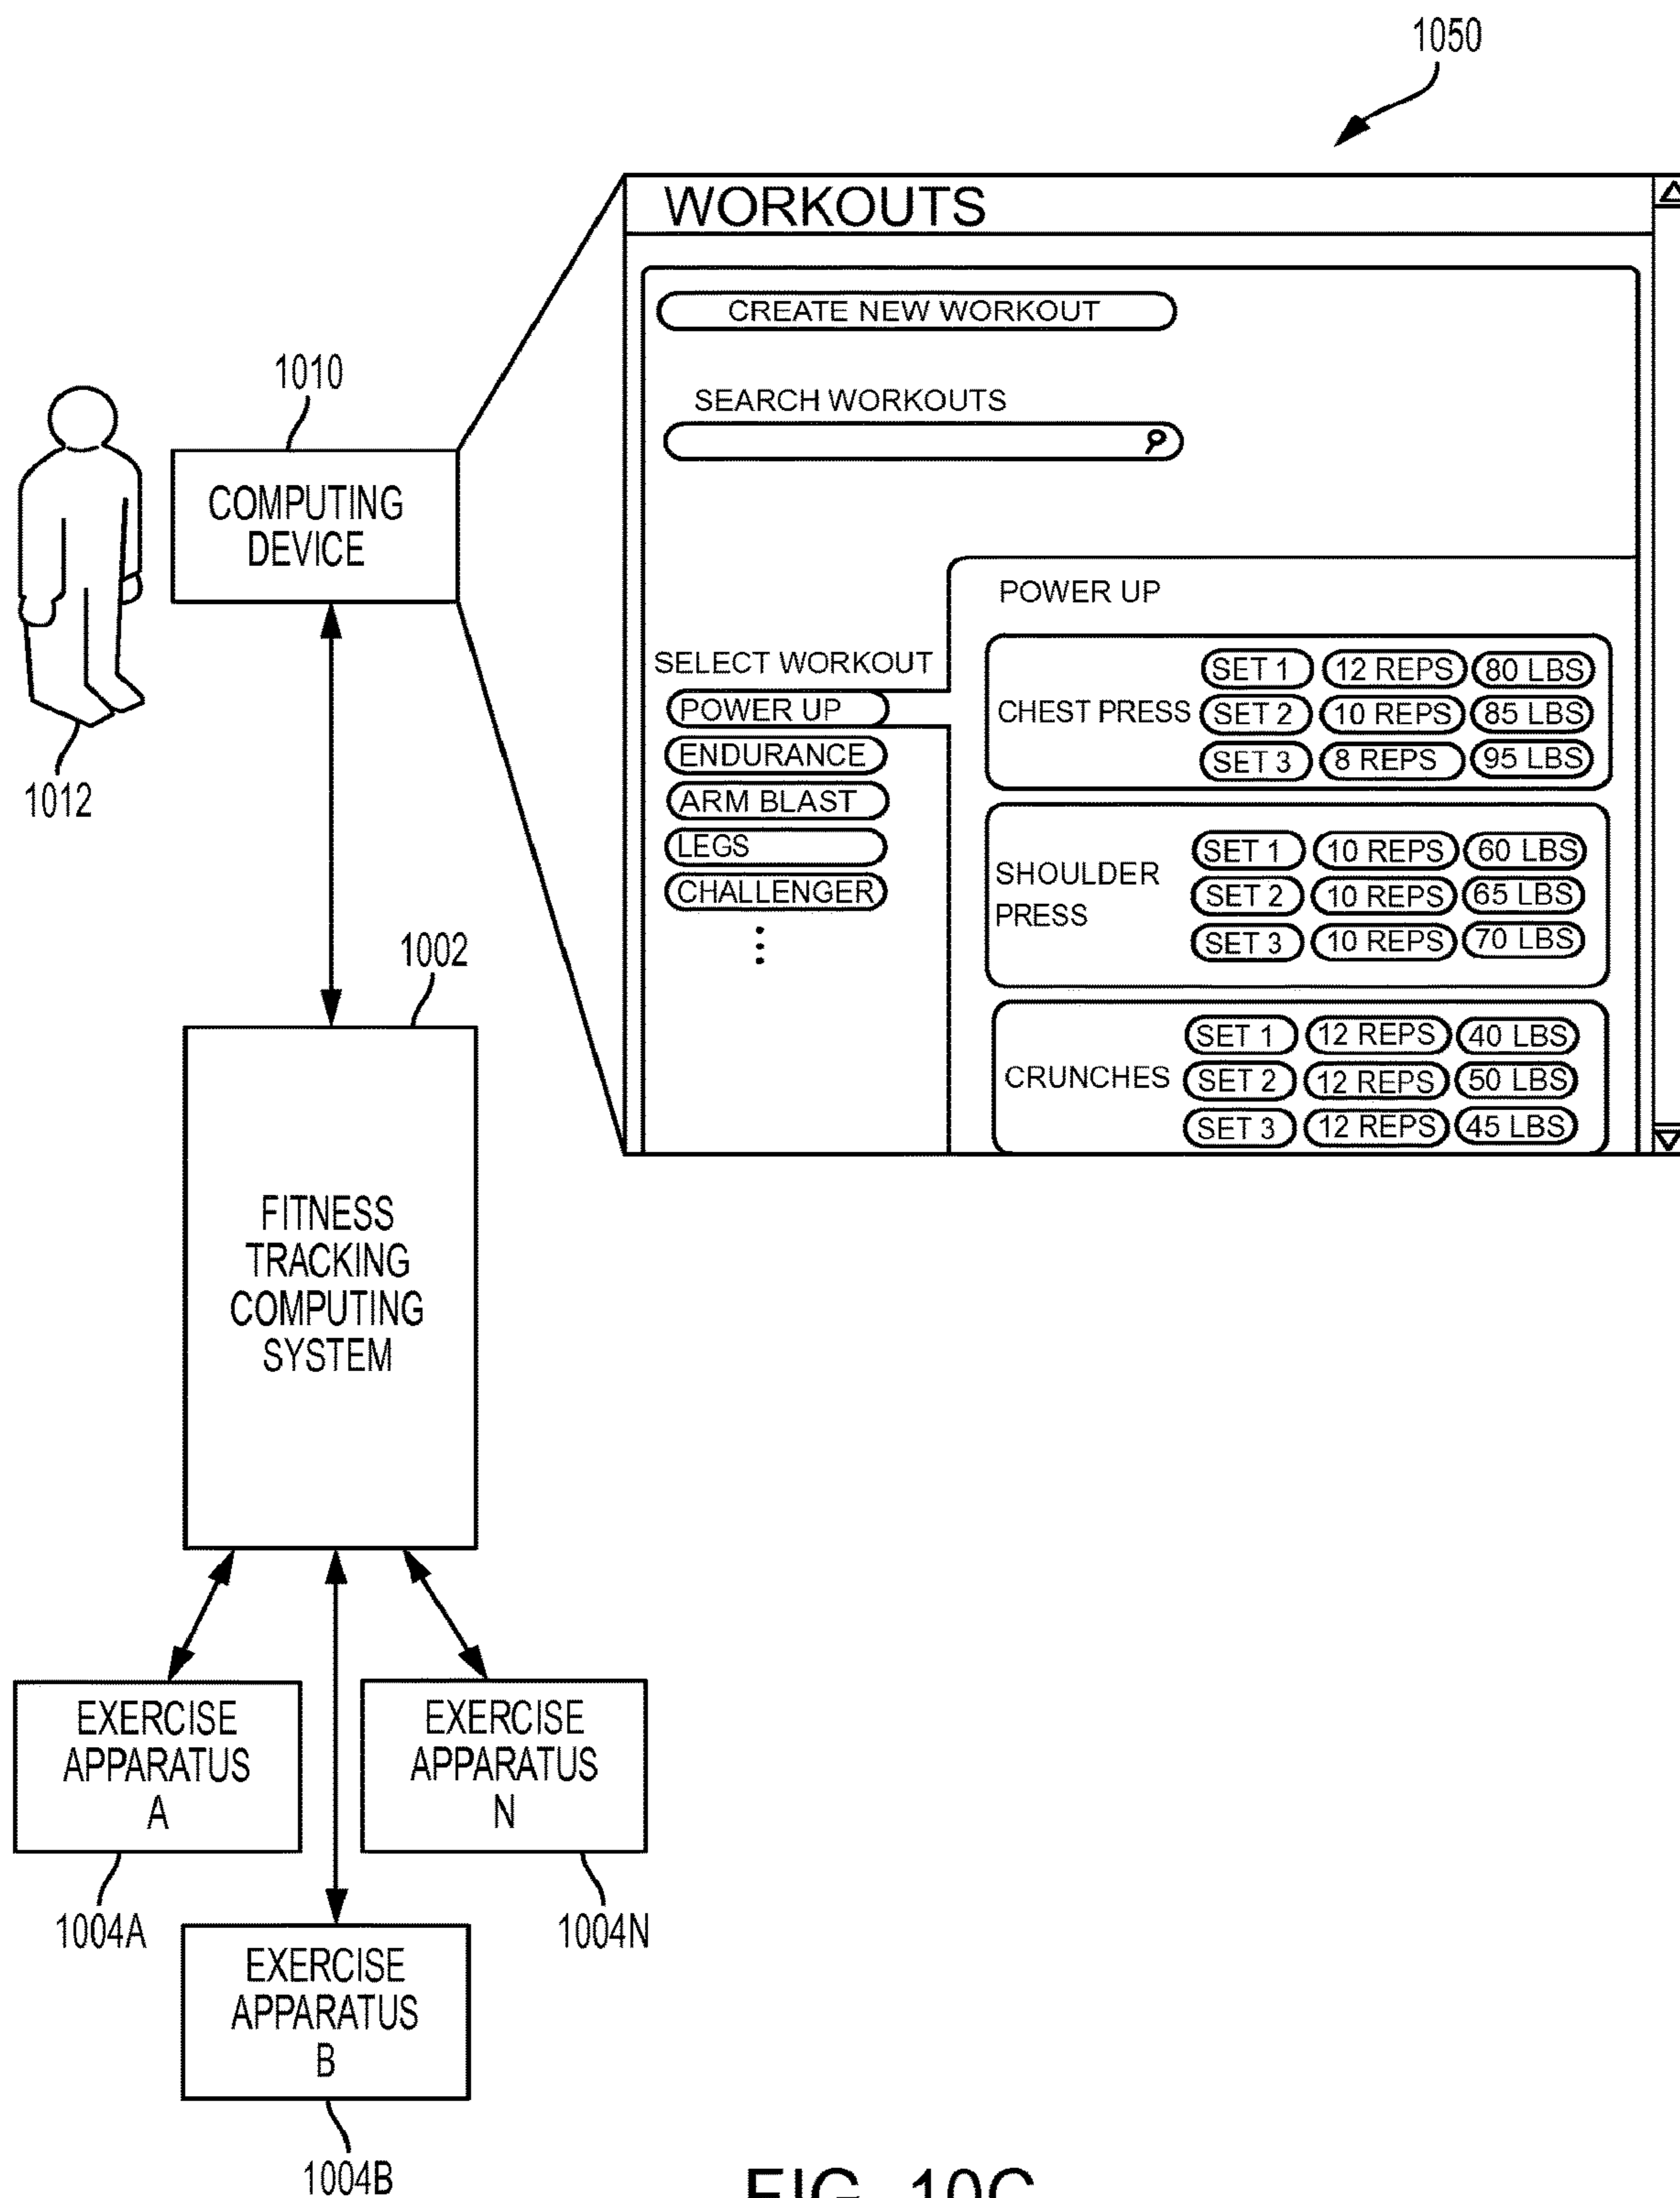 1050
WORKOUTS
CREATE NEW WORKOUT
SEARCH WORKOUTS
1010
COMPUTING
DEVICE
1012
SELECT WORKOUT
POWER UP
ENDURANCE
ARM BLAST
LEGS
CHALLENGER
POWER UP
CHEST PRESS
SET 1 12 REPS 80 LBS
SET 2 10 REPS 85 LBS
SET 3 8 REPS 95 LBS
SHOULDER
PRESS
SET 1 10 REPS 60 LBS
SET 2 10 REPS 65 LBS
SET 3 10 REPS 70 LBS
CRUNCHES
SET 1 12 REPS 40 LBS
SET 2 12 REPS 50 LBS
SET 3 12 REPS 45 LBS
1002
FITNESS
TRACKING
COMPUTING
SYSTEM
EXERCISE
APPARATUS
A
1004A
EXERCISE
APPARATUS
N
1004N
EXERCISE
APPARATUS
B
1004B
FIG. 10C